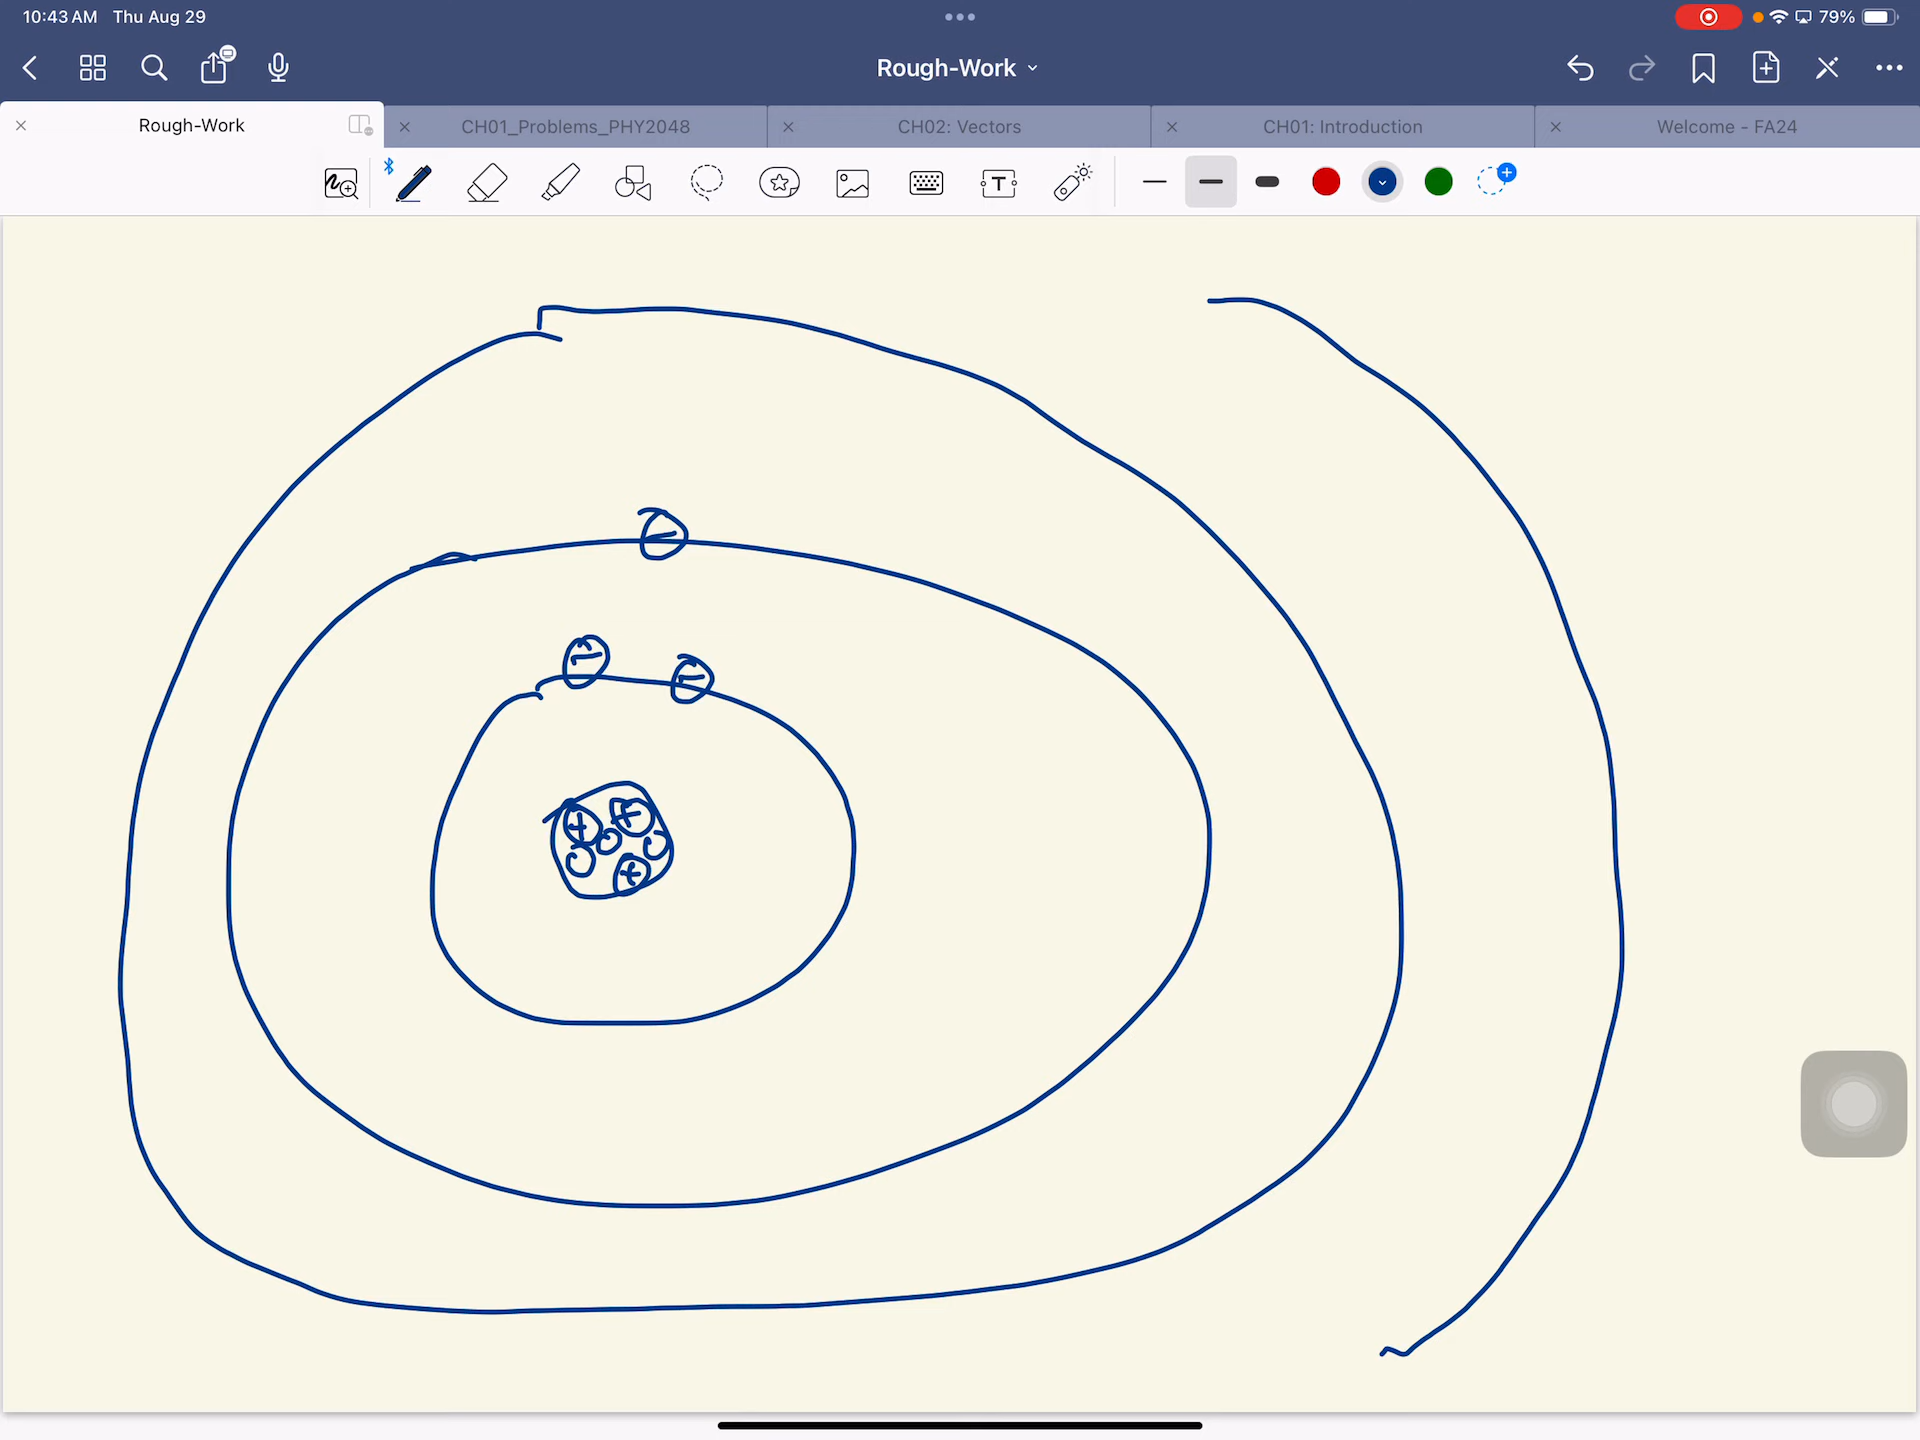 10:43 AM Thu Aug 29
79%
Rough-Work
Rough-Work
CH01_Problems_PHY2048
CH02: Vectors
CH01: Introduction
Welcome - FA24
T
−
− −
+ +
+